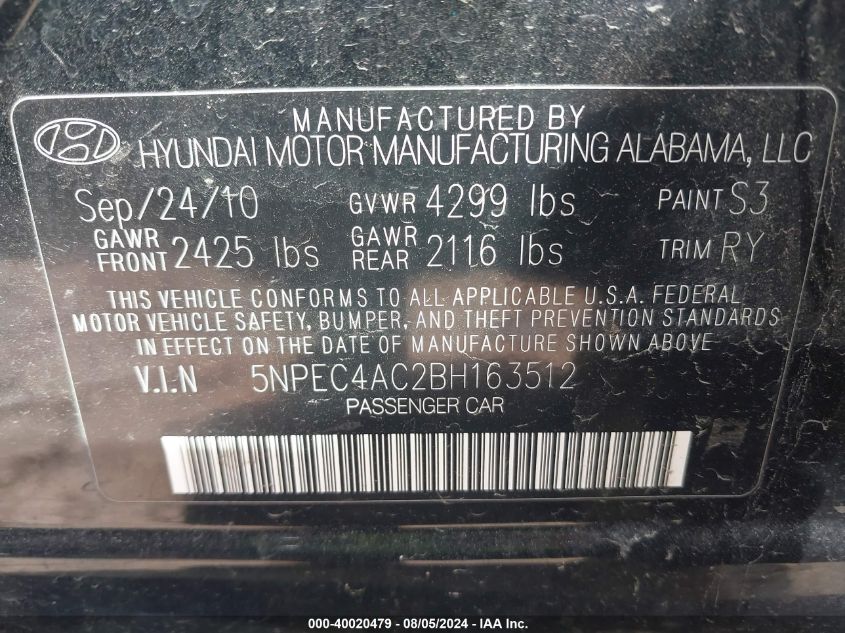 MANUFACTURED BY
HYUNDAI MOTOR MANUFACTURING ALABAMA, LLC
Sep/24/10 GVWR 4299 lbs PAINT S3
GAWR FRONT 2425 lbs GAWR REAR 2116 lbs TRIM RY
THIS VEHICLE CONFORMS TO ALL APPLICABLE U.S.A. FEDERAL
MOTOR VEHICLE SAFETY, BUMPER, AND THEFT PREVENTION STANDARDS
IN EFFECT ON THE DATE OF MANUFACTURE SHOWN ABOVE.
V.I.N 5NPEC4AC2BH163512
PASSENGER CAR
000-40020479 - 08/05/2024 - IAA Inc.